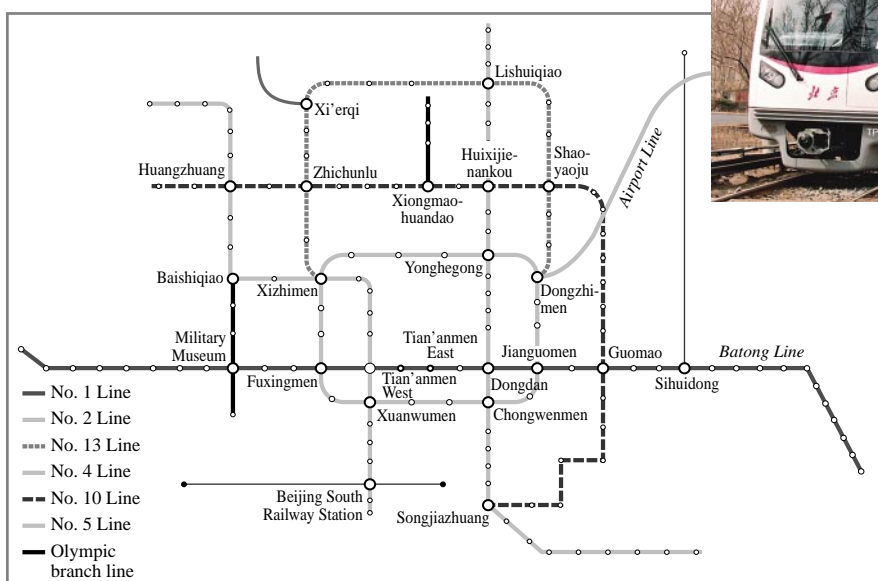 Lishuiqiao
北京
TP
Xi'erqi
Huangzhuang
Zhichunlu
Huixijie-
nankou
Shao-
yaoju
Airport Line
Xiongmao-
huandao
Baishiqiao
Xizhimen
Yonghegong
Dongzhi-
men
Military
Museum
Tian'anmen
East
Jianguomen
Guomao
Batong Line
Fuxingmen
Tian'anmen
West
Dongdan
Sihuidong
Xuanwumen
Chongwenmen
No. 1 Line
No. 2 Line
No. 13 Line
No. 4 Line
No. 10 Line
No. 5 Line
Olympic
branch line
Beijing South
Railway Station
Songjiazhuang